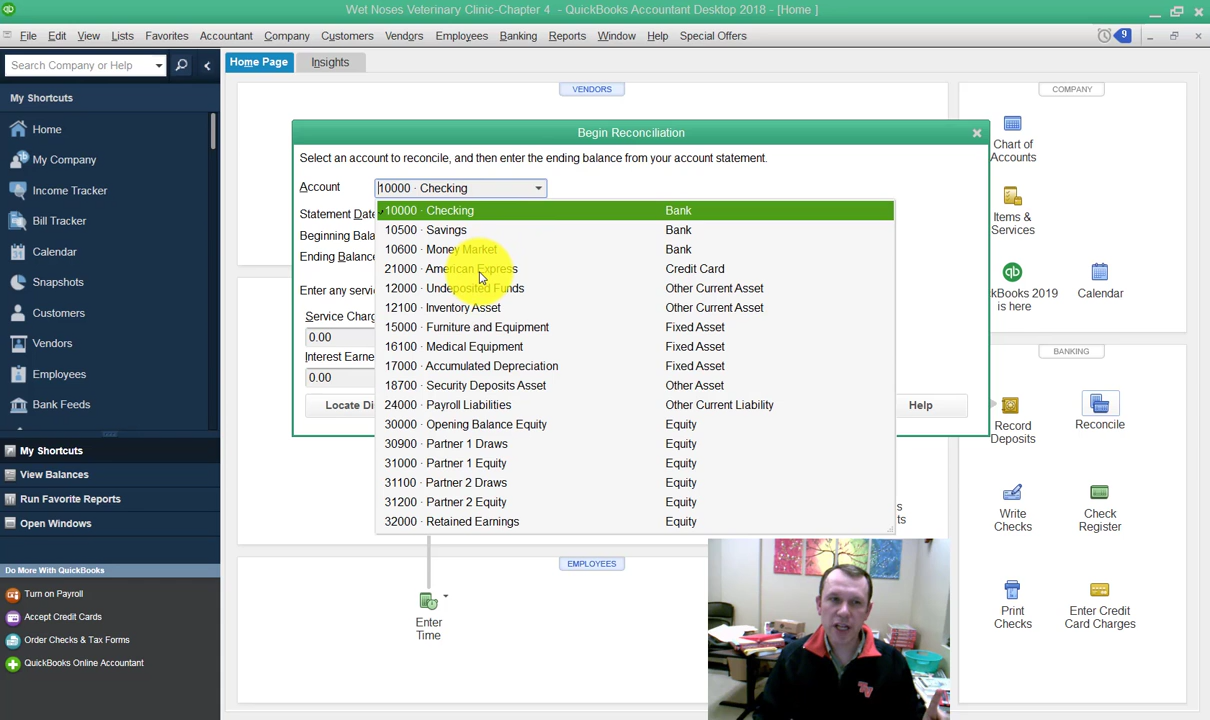 Wet Noses Veterinary Clinic-Chapter 4 - QuickBooks Accountant Desktop 2018 - [Home ]
File Edit View Lists Favorites Accountant Company Customers Vendors Employees Banking Reports Window Help Special Offers 9
Search Company or Help
Home Page Insights
My Shortcuts
Home
My Company
Income Tracker
Bill Tracker
Calendar
Snapshots
Customers
Vendors
Employees
Bank Feeds
My Shortcuts
View Balances
Run Favorite Reports
Open Windows
Do More With QuickBooks
Turn on Payroll
Accept Credit Cards
Order Checks & Tax Forms
QuickBooks Online Accountant
VENDORS
Begin Reconciliation
Select an account to reconcile, and then enter the ending balance from your account statement.
Account 10000 · Checking
Statement Date
Beginning Bala
Ending Balance
Enter any servi
Service Charg
0.00
Interest Earne
0.00
Locate Di
Help
10000 · Checking Bank
10500 · Savings Bank
10600 · Money Market Bank
21000 · American Express Credit Card
12000 · Undeposited Funds Other Current Asset
12100 · Inventory Asset Other Current Asset
15000 · Furniture and Equipment Fixed Asset
16100 · Medical Equipment Fixed Asset
17000 · Accumulated Depreciation Fixed Asset
18700 · Security Deposits Asset Other Asset
24000 · Payroll Liabilities Other Current Liability
30000 · Opening Balance Equity Equity
30900 · Partner 1 Draws Equity
31000 · Partner 1 Equity Equity
31100 · Partner 2 Draws Equity
31200 · Partner 2 Equity Equity
32000 · Retained Earnings Equity
s
ts
EMPLOYEES
Enter
Time
COMPANY
Chart of
Accounts
Items &
Services
kBooks 2019
is here
Calendar
BANKING
Record
Deposits
Reconcile
Write
Checks
Check
Register
Print
Checks
Enter Credit
Card Charges